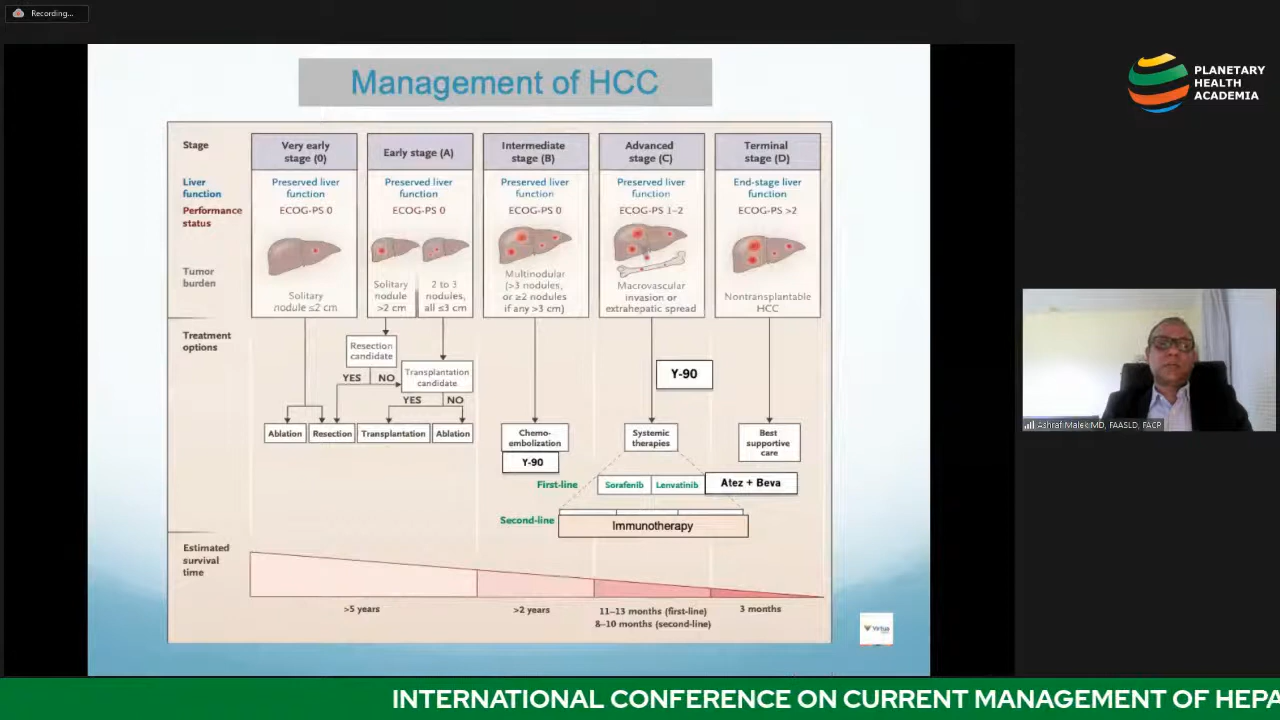 Recording...
PLANETARY
HEALTH
ACADEMIA
Management of HCC
Stage
Very early
stage (0)
Early stage (A)
Intermediate
stage (B)
Advanced
stage (C)
Terminal
stage (D)
Liver
function
Preserved liver
function
Preserved liver
function
Preserved liver
function
Preserved liver
function
End-stage liver
function
Performance
status
ECOG-PS 0
ECOG-PS 0
ECOG-PS 0
ECOG-PS 1–2
ECOG-PS >2
Tumor
burden
Solitary
nodule ≤2 cm
Solitary
nodule
>2 cm
2 to 3
nodules,
all ≤3 cm
Multinodular
(>3 nodules,
or ≥2 nodules
if any >3 cm)
Macrovascular
invasion or
extrahepatic spread
Nontransplantable
HCC
Treatment
options
Resection
candidate
YES
NO
Transplantation
candidate
YES
NO
Ablation
Resection
Transplantation
Ablation
Chemo-
embolization
Y-90
Y-90
Systemic
therapies
Best
supportive
care
First-line
Sorafenib
Lenvatinib
Atez + Beva
Second-line
Immunotherapy
Estimated
survival
time
>5 years
>2 years
11–13 months (first-line)
8–10 months (second-line)
3 months
Virtua
Ashraf Malek MD, FAASLD, FACP
INTERNATIONAL CONFERENCE ON CURRENT MANAGEMENT OF HEPA